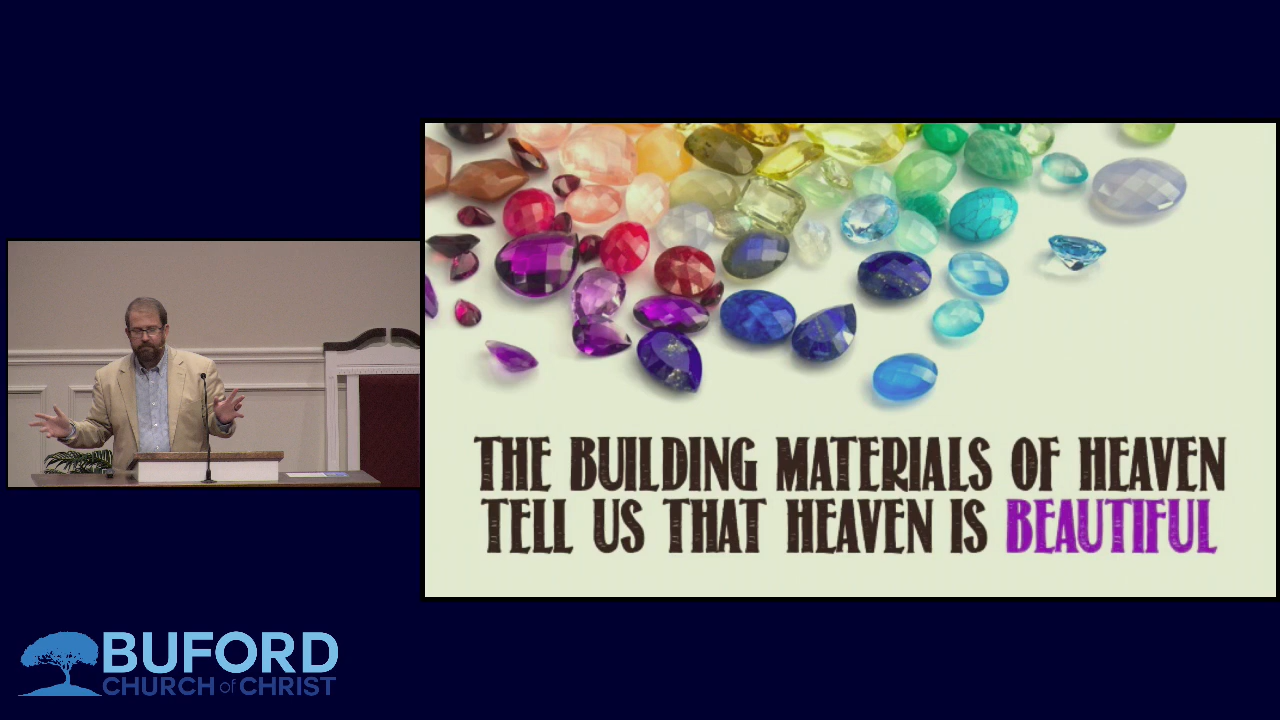 THE BUILDING MATERIALS OF HEAVEN
TELL US THAT HEAVEN IS BEAUTIFUL
BUFORD
CHURCH of CHRIST